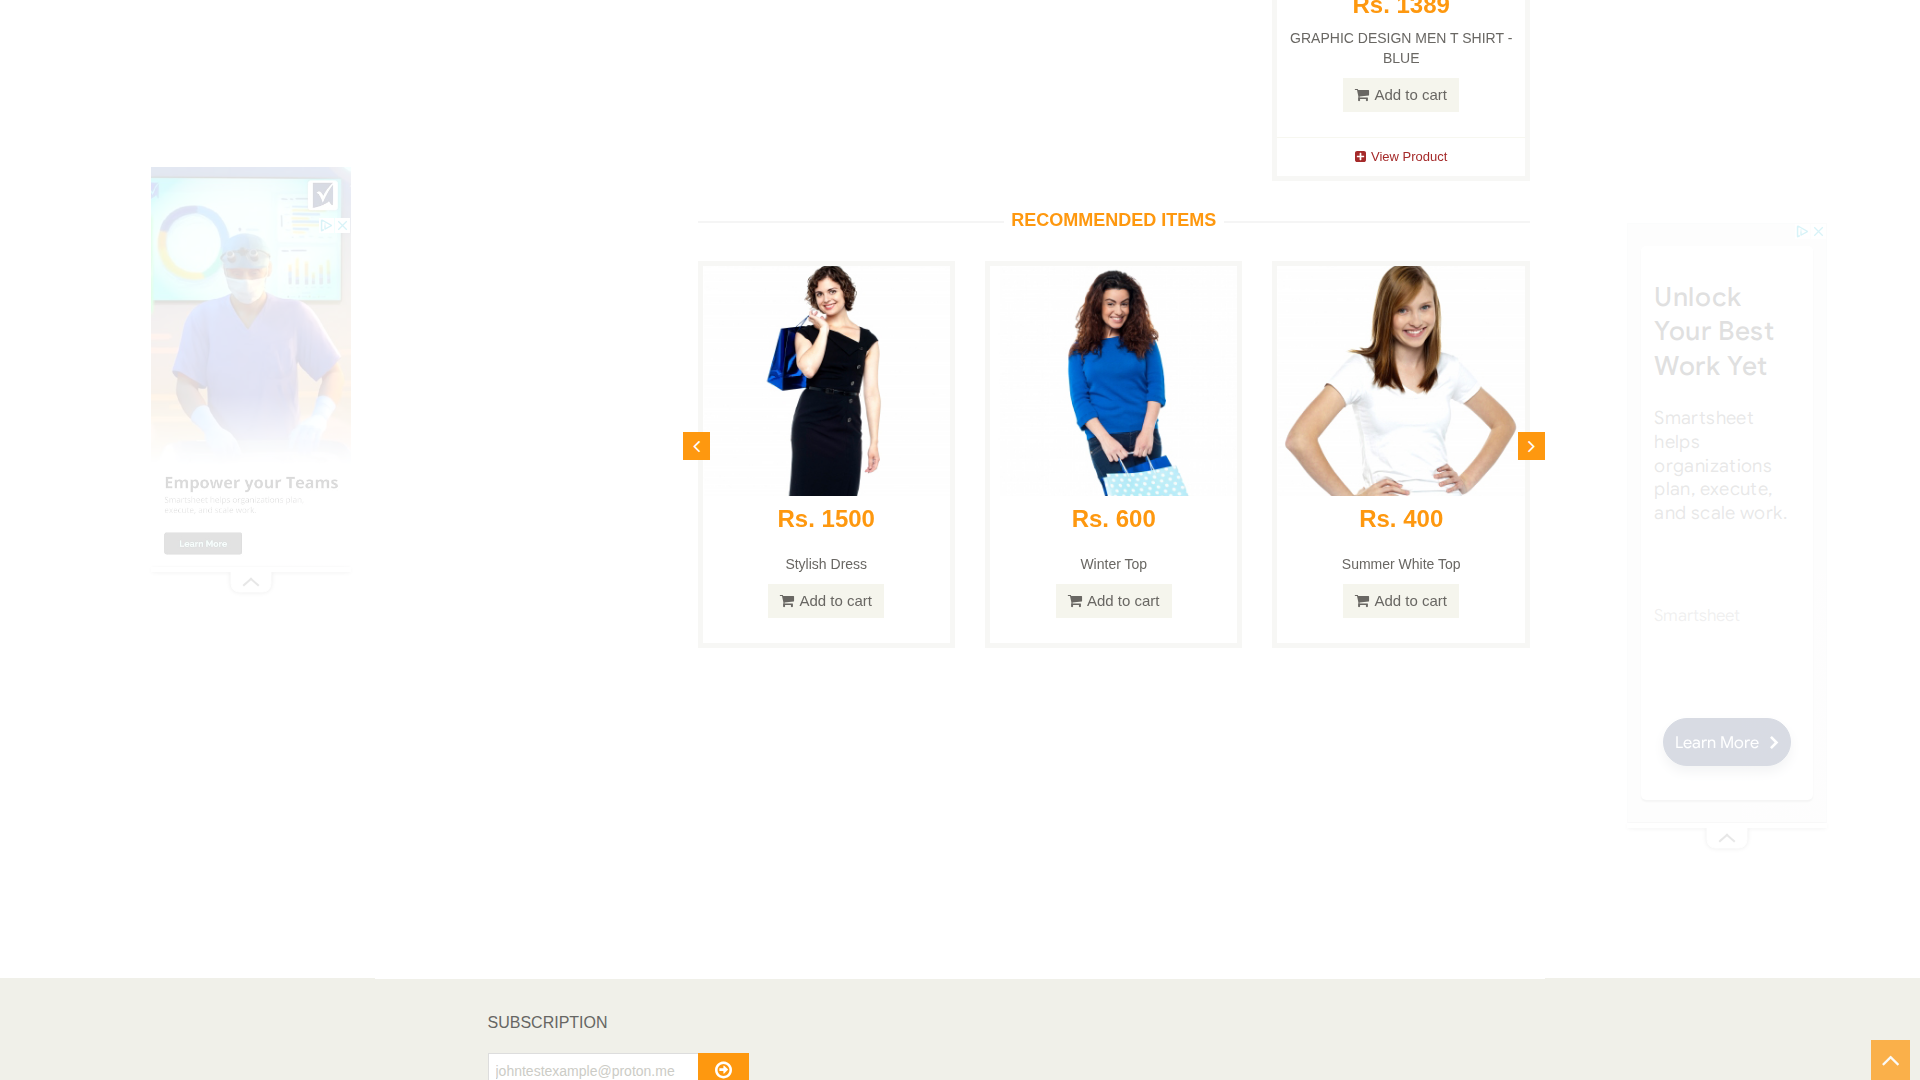 Rs. 1389
GRAPHIC DESIGN MEN T SHIRT -
BLUE
Add to cart
View Product
RECOMMENDED ITEMS
Rs. 1500
Stylish Dress
Add to cart
Rs. 600
Winter Top
Add to cart
Rs. 400
Summer White Top
Add to cart
Empower your Teams
Smartsheet helps organizations plan,
execute, and scale work.
Learn More
Unlock
Your Best
Work Yet
Smartsheet
helps
organizations
plan, execute,
and scale work.
Smartsheet
Learn More
SUBSCRIPTION
johntestexample@proton.me